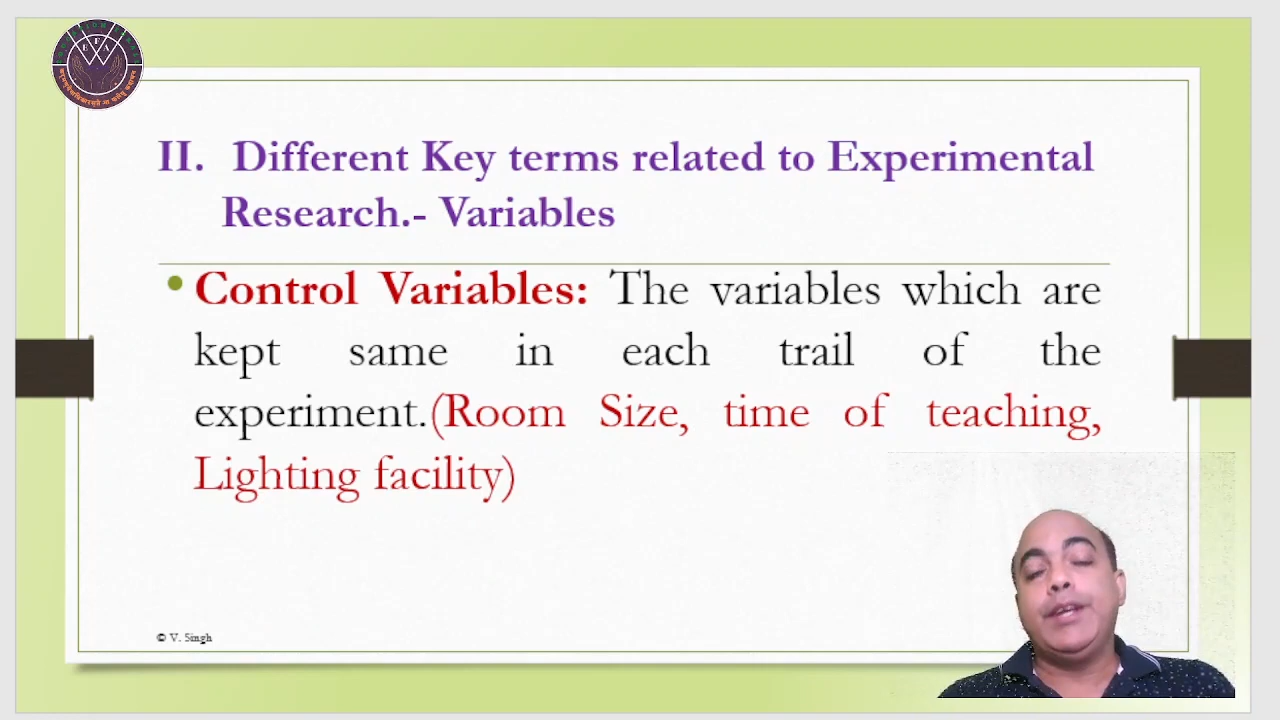 E F A
II. Different Key terms related to Experimental
Research.- Variables
• Control Variables: The variables which are
kept same in each trail of the
experiment.(Room Size, time of teaching,
Lighting facility)
© V. Singh